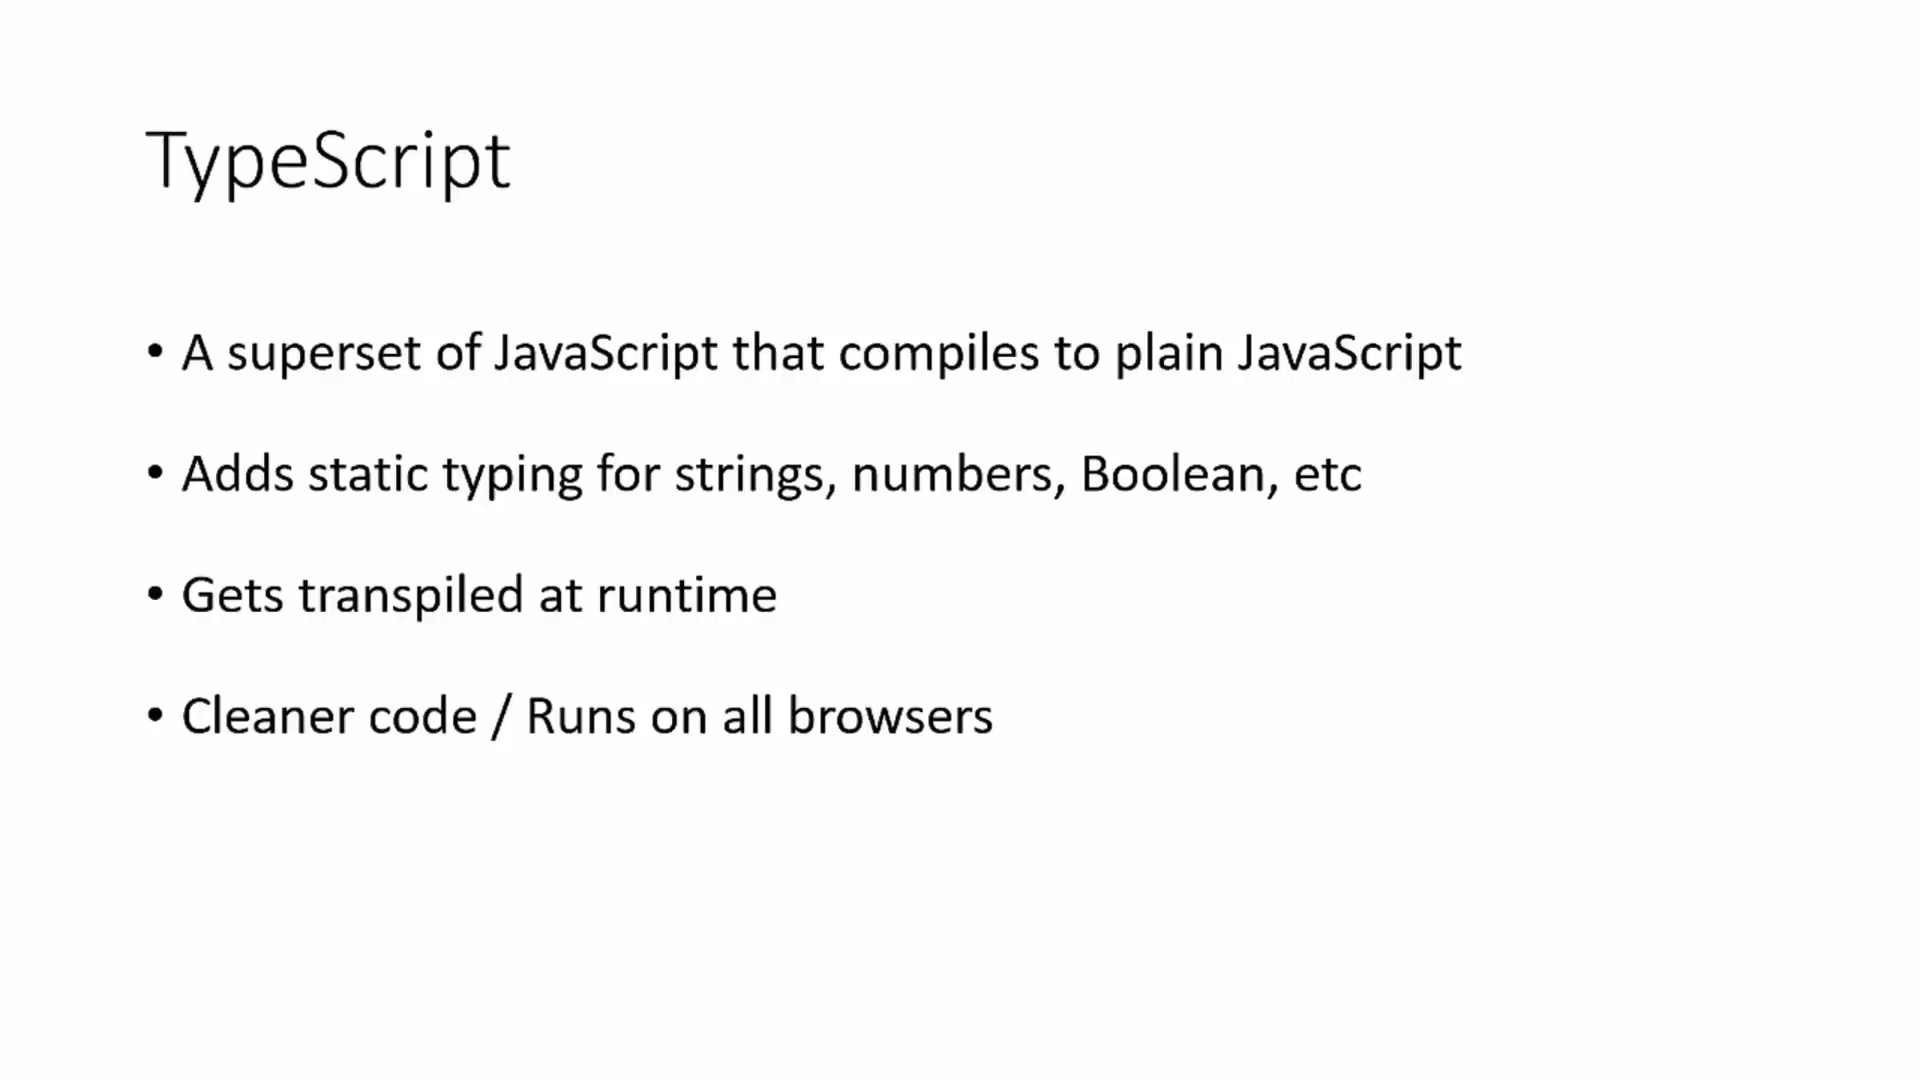 TypeScript
• A superset of JavaScript that compiles to plain JavaScript
• Adds static typing for strings, numbers, Boolean, etc
• Gets transpiled at runtime
• Cleaner code / Runs on all browsers